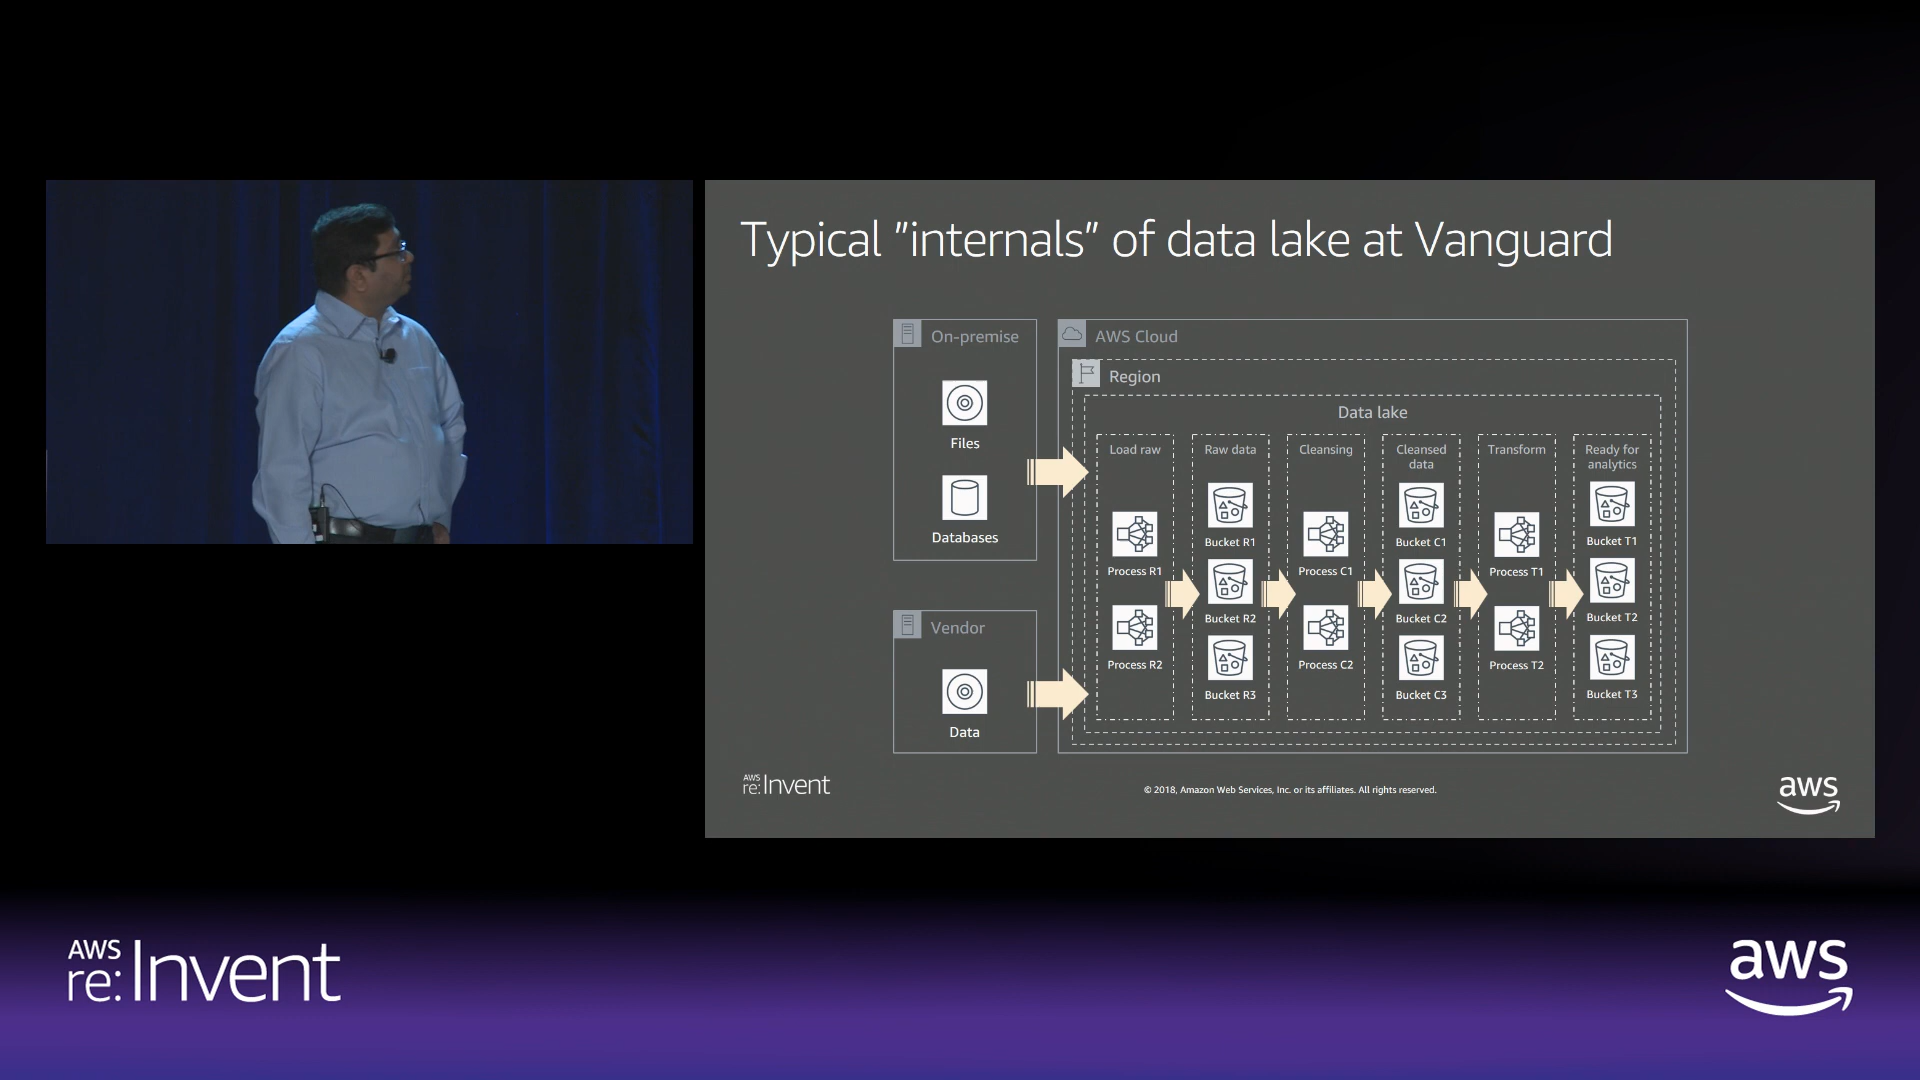 Typical "internals" of data lake at Vanguard
On-premise
Files
Databases
Vendor
Data
AWS Cloud
Region
Data lake
Load raw
Process R1
Process R2
Raw data
Bucket R1
Bucket R2
Bucket R3
Cleansing
Process C1
Process C2
Cleansed
data
Bucket C1
Bucket C2
Bucket C3
Transform
Process T1
Process T2
Ready for
analytics
Bucket T1
Bucket T2
Bucket T3
AWS
re:Invent
© 2018, Amazon Web Services, Inc. or its affiliates. All rights reserved.
aws
AWS
re:Invent
aws